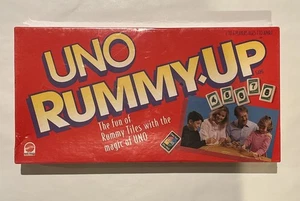 UNO
RUMMY·UP
The fun of
Rummy tiles with the
magic of UNO